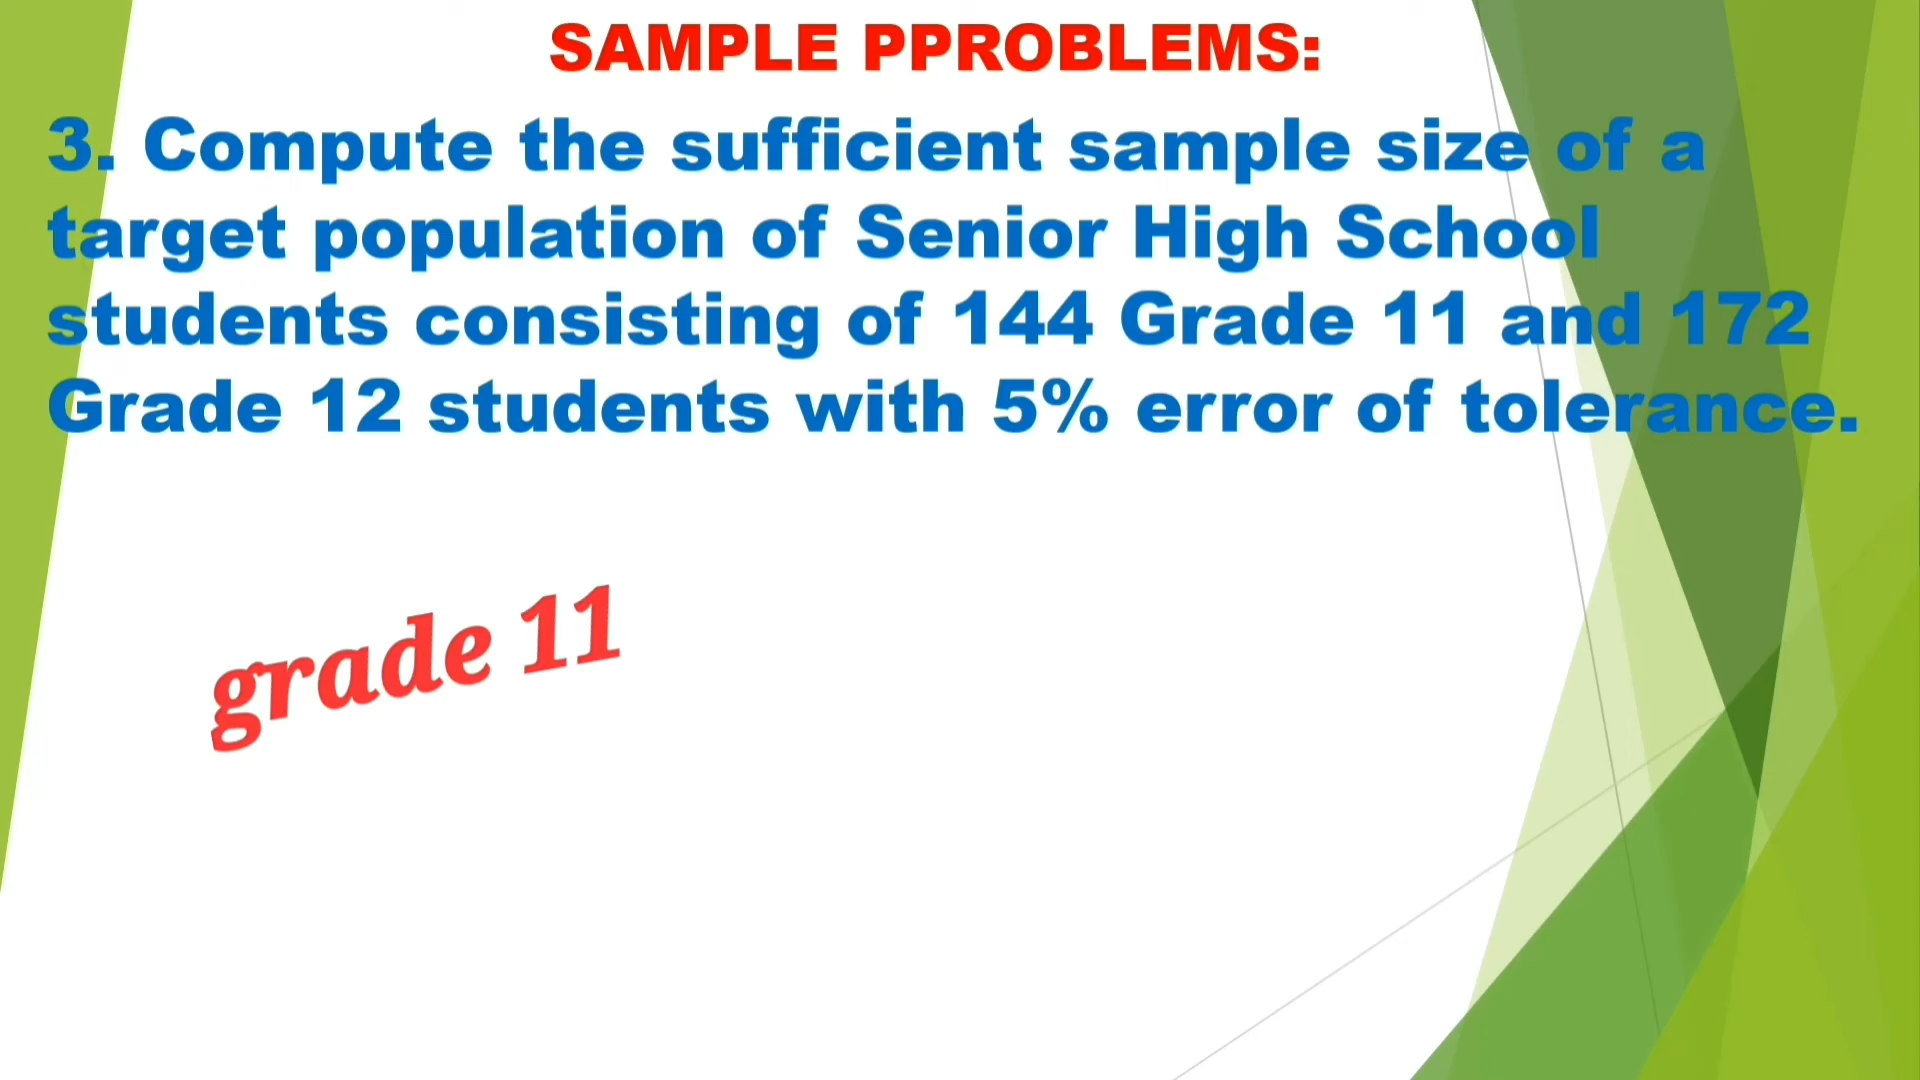 SAMPLE PPROBLEMS:
3. Compute the sufficient sample size of a
target population of Senior High School
students consisting of 144 Grade 11 and 172
Grade 12 students with 5% error of tolerance.
grade 11